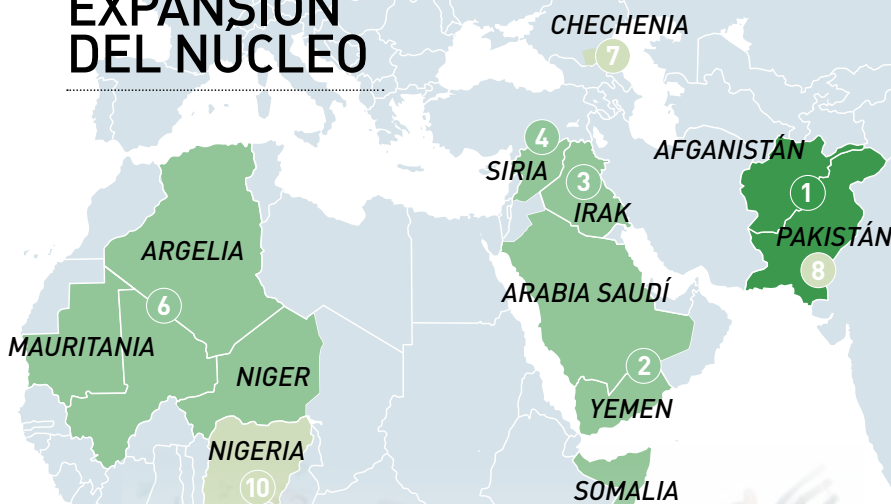 EXPANSIÓN
DEL NÚCLEO
CHECHENIA
7
4
SIRIA
3
IRAK
AFGANISTÁN
1
PAKISTÁN
8
ARGELIA
6
MAURITANIA
NIGER
ARABIA SAUDÍ
2
YEMEN
NIGERIA
10
SOMALIA